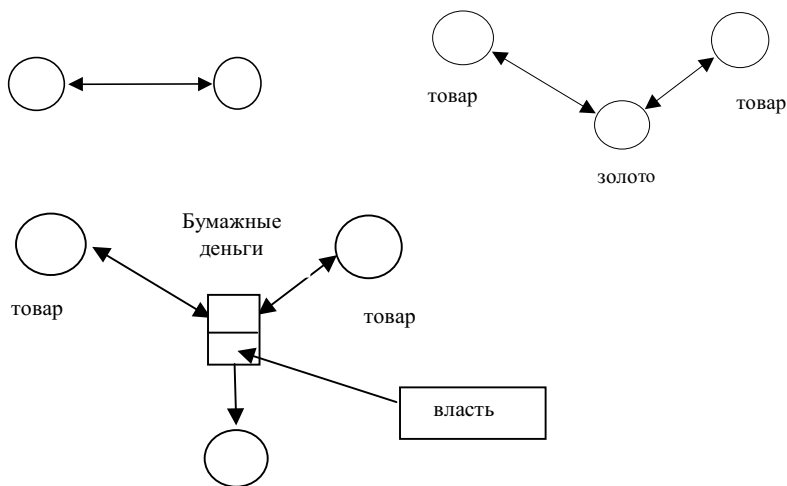 товар
товар
золото
Бумажные
деньги
товар
товар
власть